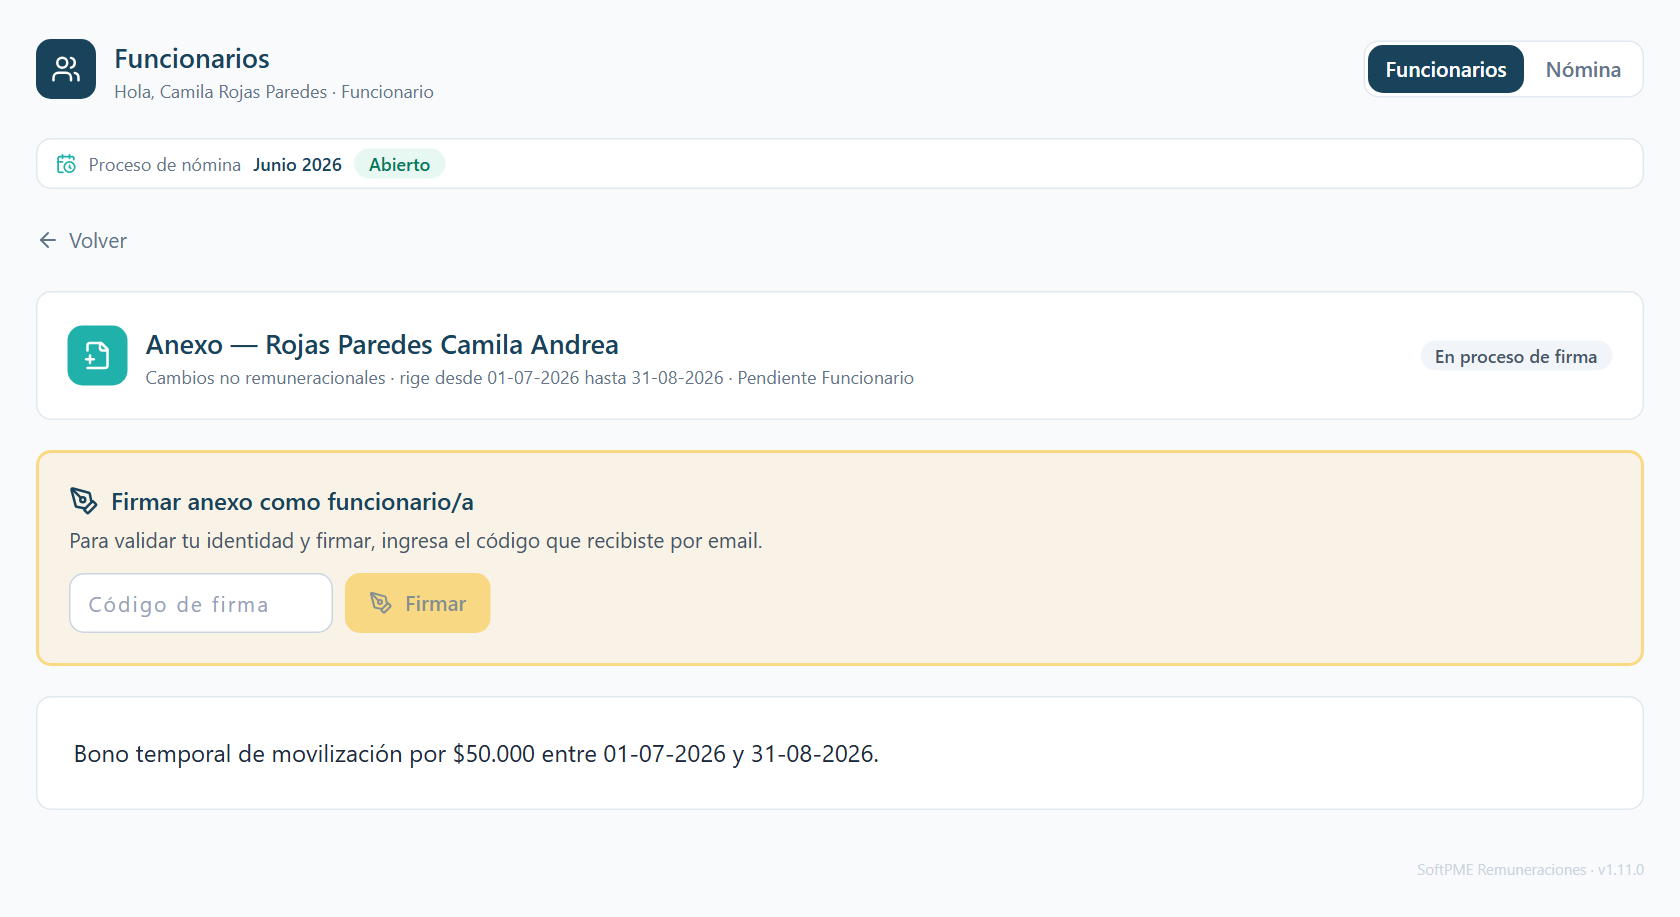 Funcionarios
Hola, Camila Rojas Paredes · Funcionario
Funcionarios
Nómina
Proceso de nómina Junio 2026 Abierto
Volver
Anexo — Rojas Paredes Camila Andrea
Cambios no remuneracionales · rige desde 01-07-2026 hasta 31-08-2026 · Pendiente Funcionario
En proceso de firma
Firmar anexo como funcionario/a
Para validar tu identidad y firmar, ingresa el código que recibiste por email.
Código de firma
Firmar
Bono temporal de movilización por $50.000 entre 01-07-2026 y 31-08-2026.
SoftPME Remuneraciones · v1.11.0